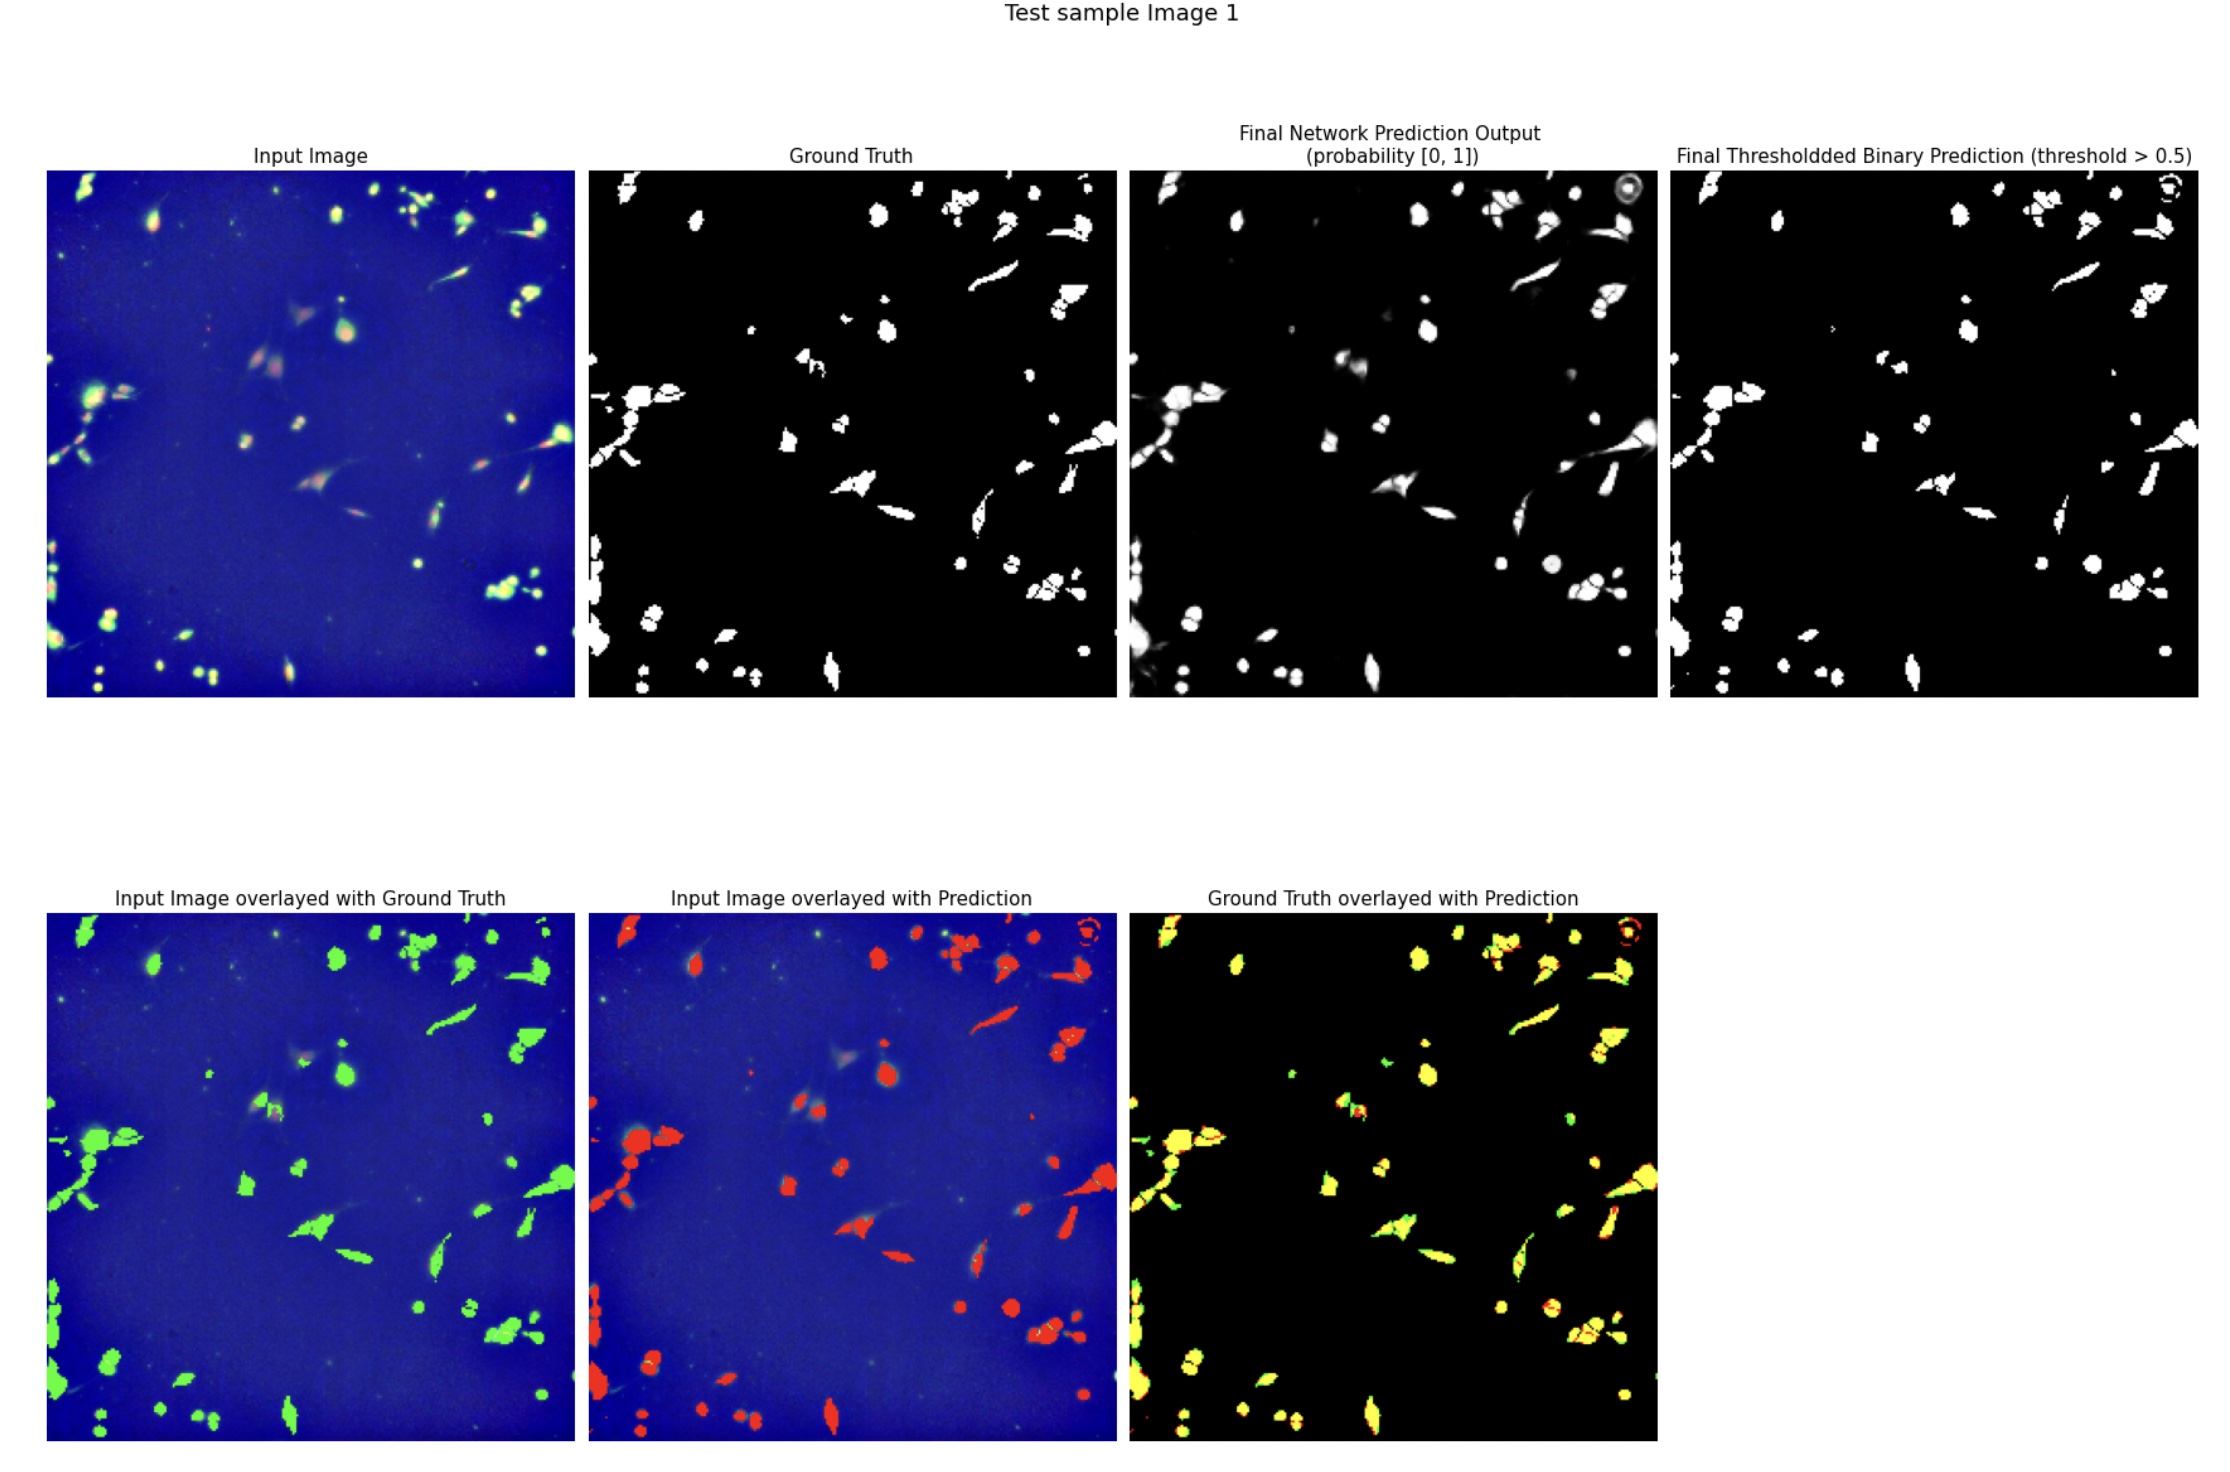 Test sample Image 1
Input Image
Ground Truth
Final Network Prediction Output
(probability [0, 1])
Final Thresholdded Binary Prediction (threshold > 0.5)
Input Image overlayed with Ground Truth
Input Image overlayed with Prediction
Ground Truth overlayed with Prediction